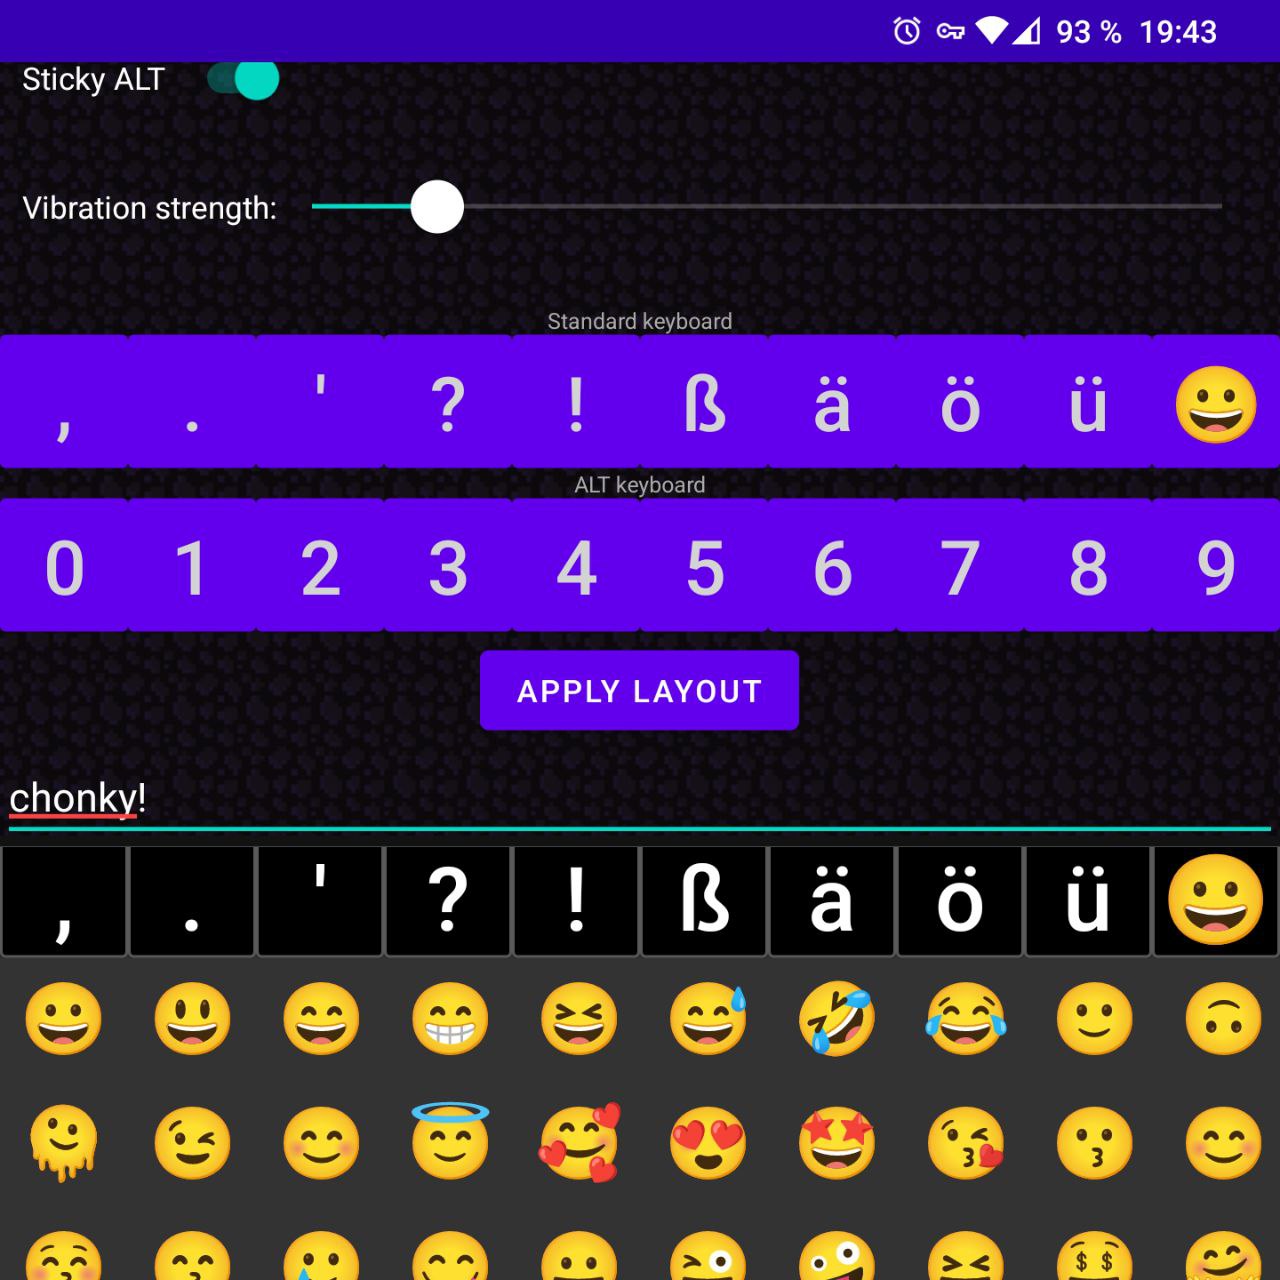 93 % 19:43
Sticky ALT
Vibration strength:
Standard keyboard
, . ' ? ! ß ä ö ü 😀
ALT keyboard
0 1 2 3 4 5 6 7 8 9
APPLY LAYOUT
chonky!
, . ' ? ! ß ä ö ü 😀